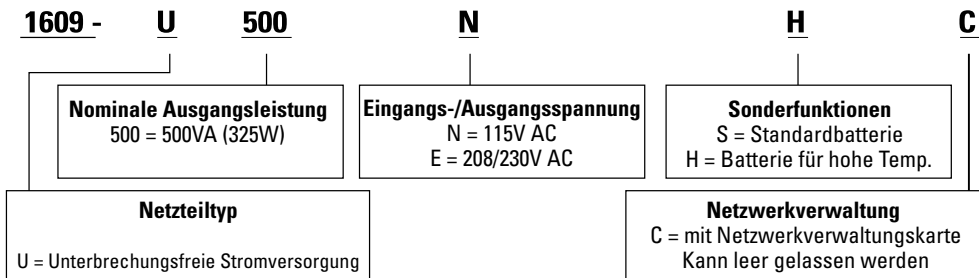 1609 - U 500 N H C
Nominale Ausgangsleistung
500 = 500VA (325W)
Eingangs-/Ausgangsspannung
N = 115V AC
E = 208/230V AC
Sonderfunktionen
S = Standardbatterie
H = Batterie für hohe Temp.
Netzteiltyp
U = Unterbrechungsfreie Stromversorgung
Netzwerkverwaltung
C = mit Netzwerkverwaltungskarte
Kann leer gelassen werden